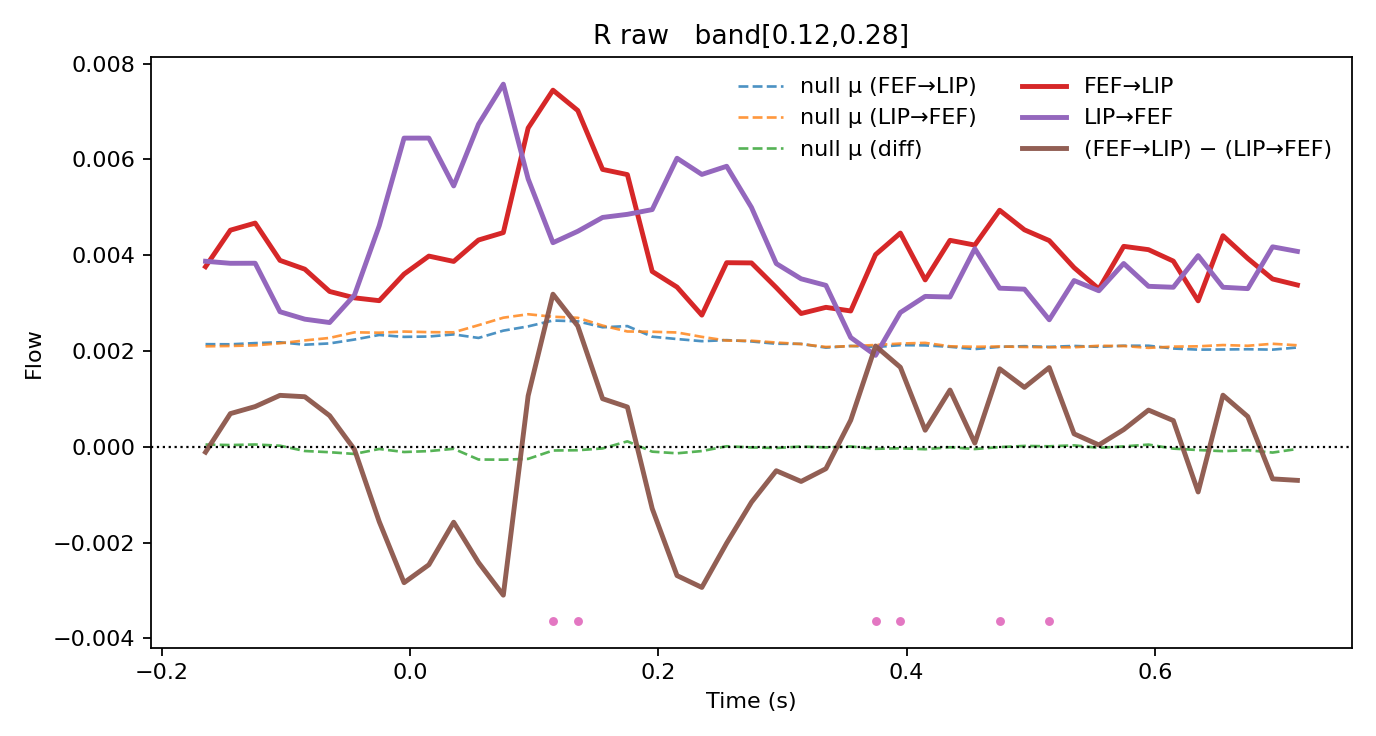 R raw   band[0.12,0.28]
0.008
0.006
0.004
0.002
0.000
−0.002
−0.004
Flow
null μ (FEF→LIP)
null μ (LIP→FEF)
null μ (diff)
FEF→LIP
LIP→FEF
(FEF→LIP) − (LIP→FEF)
−0.2
0.0
0.2
0.4
0.6
Time (s)